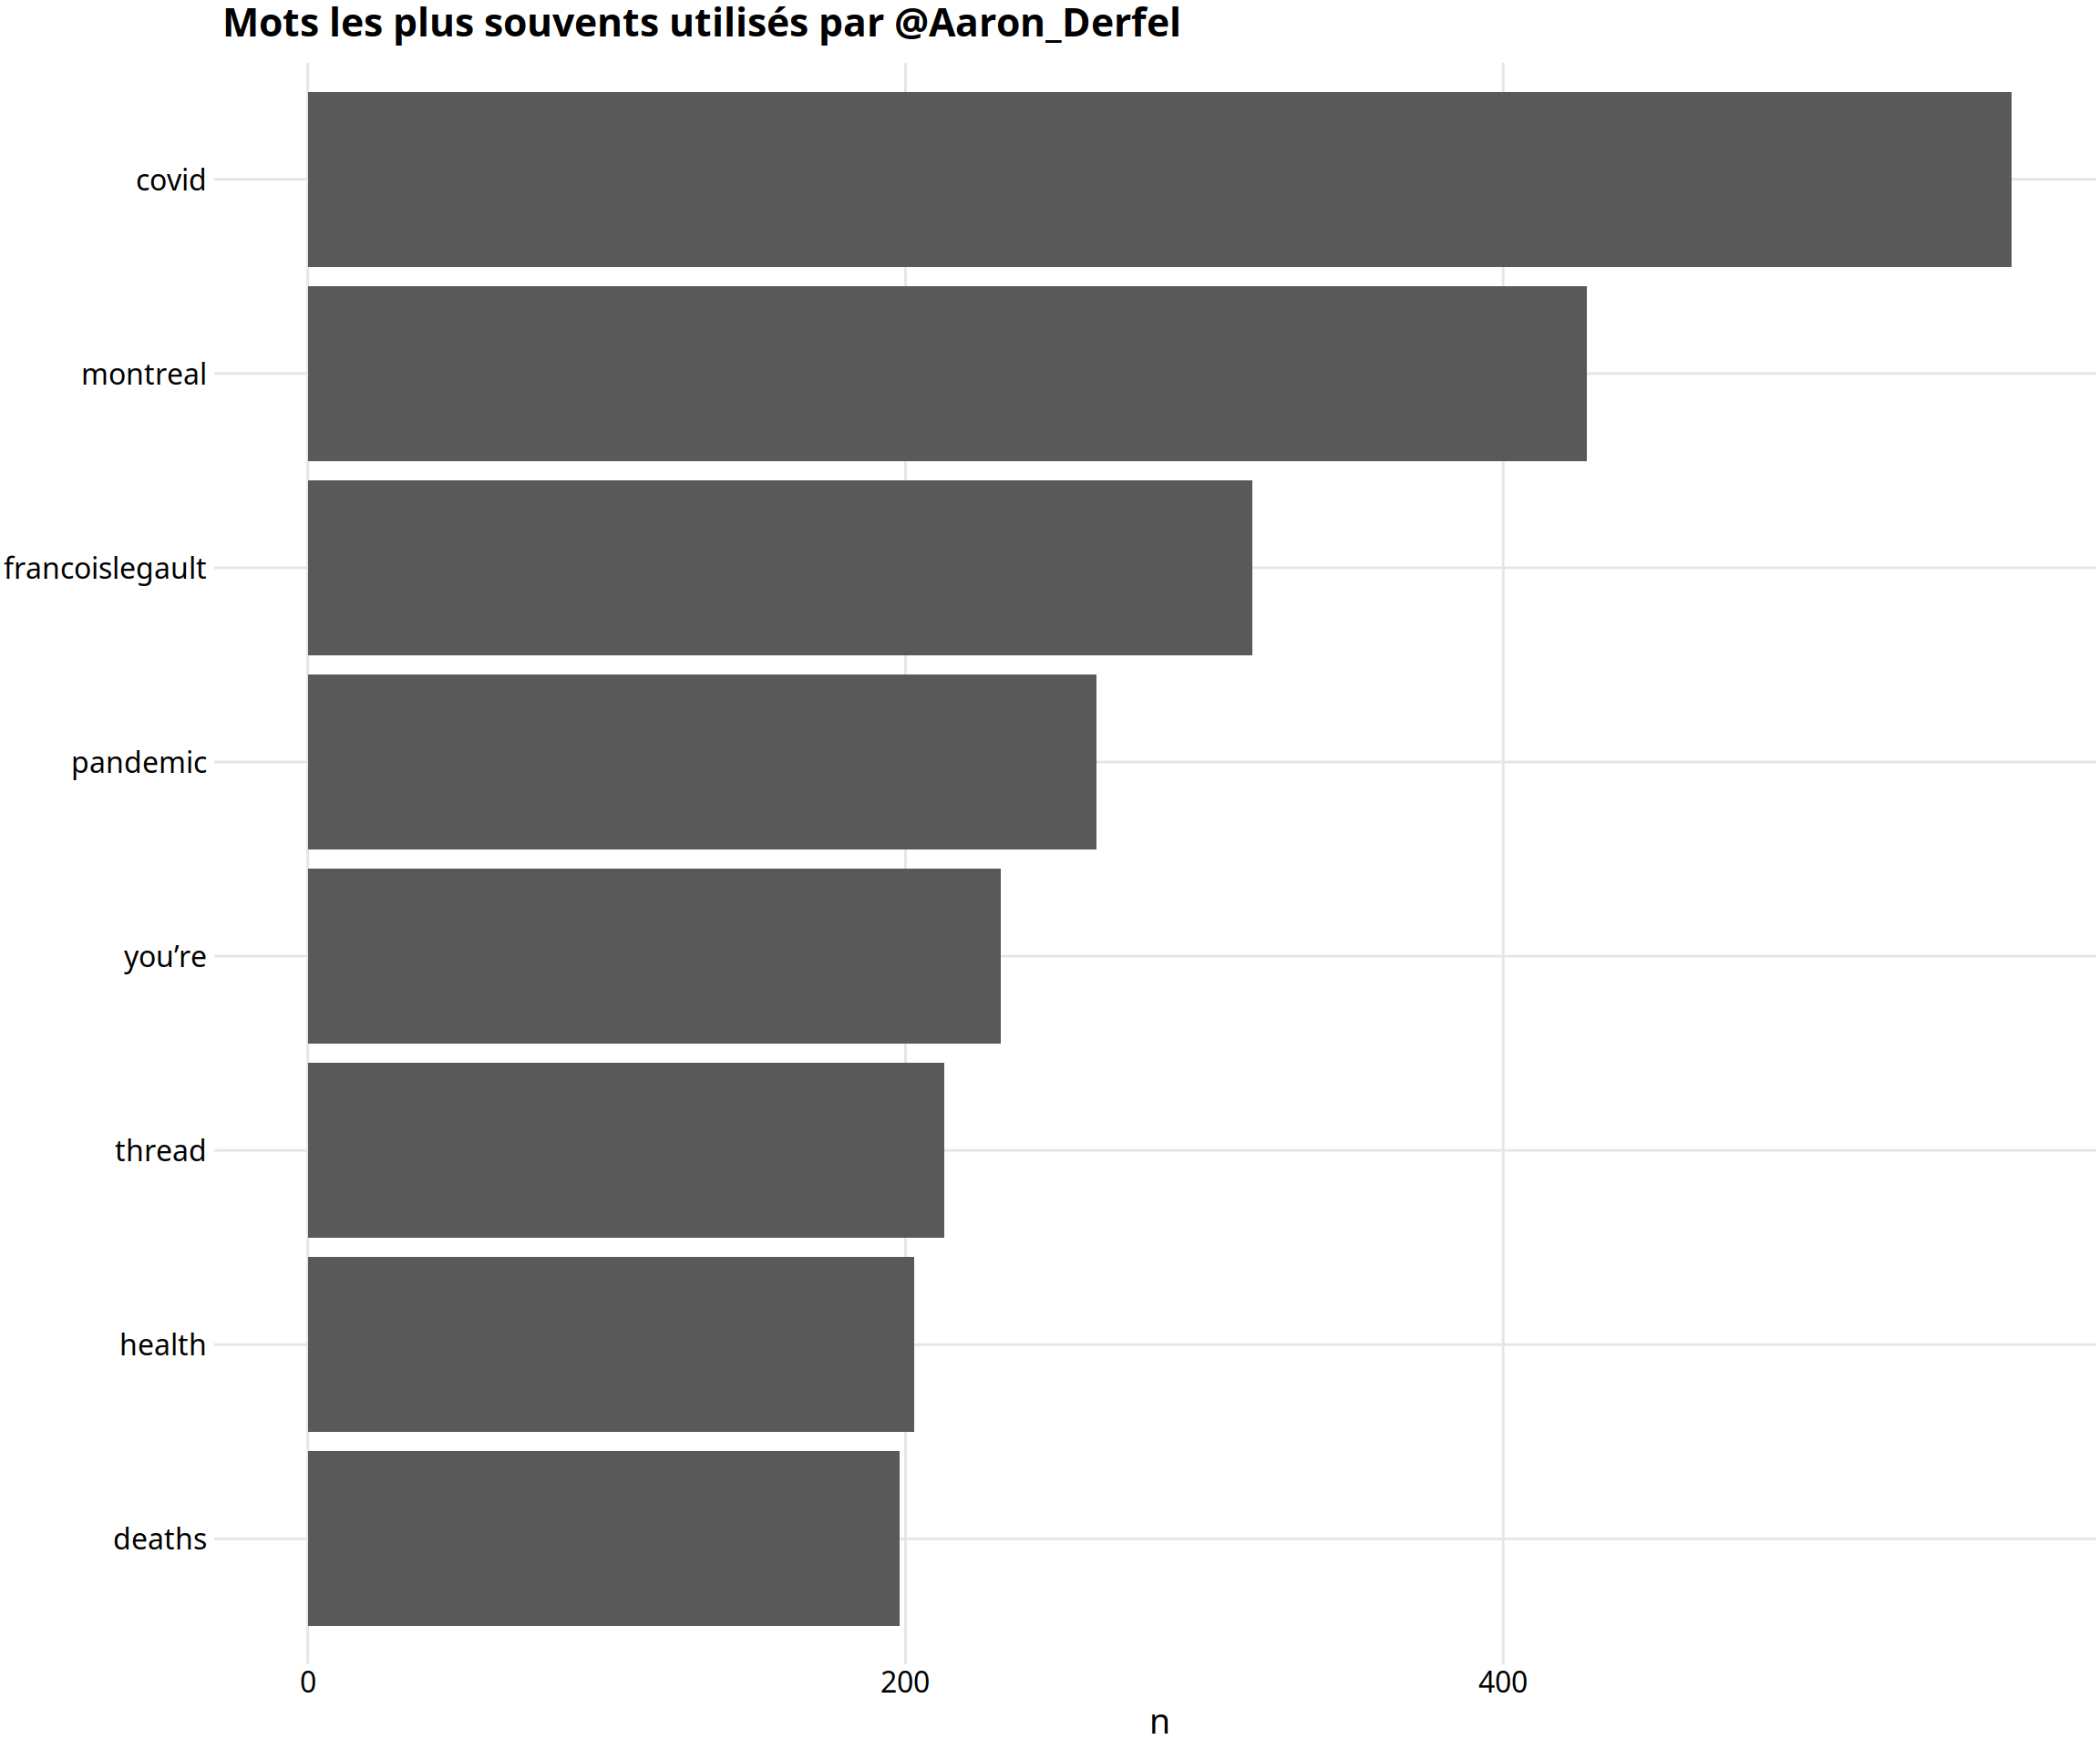 Mots les plus souvents utilisés par @Aaron_Derfel
covid
montreal
francoislegault
pandemic
you’re
thread
health
deaths
0 200 400
n